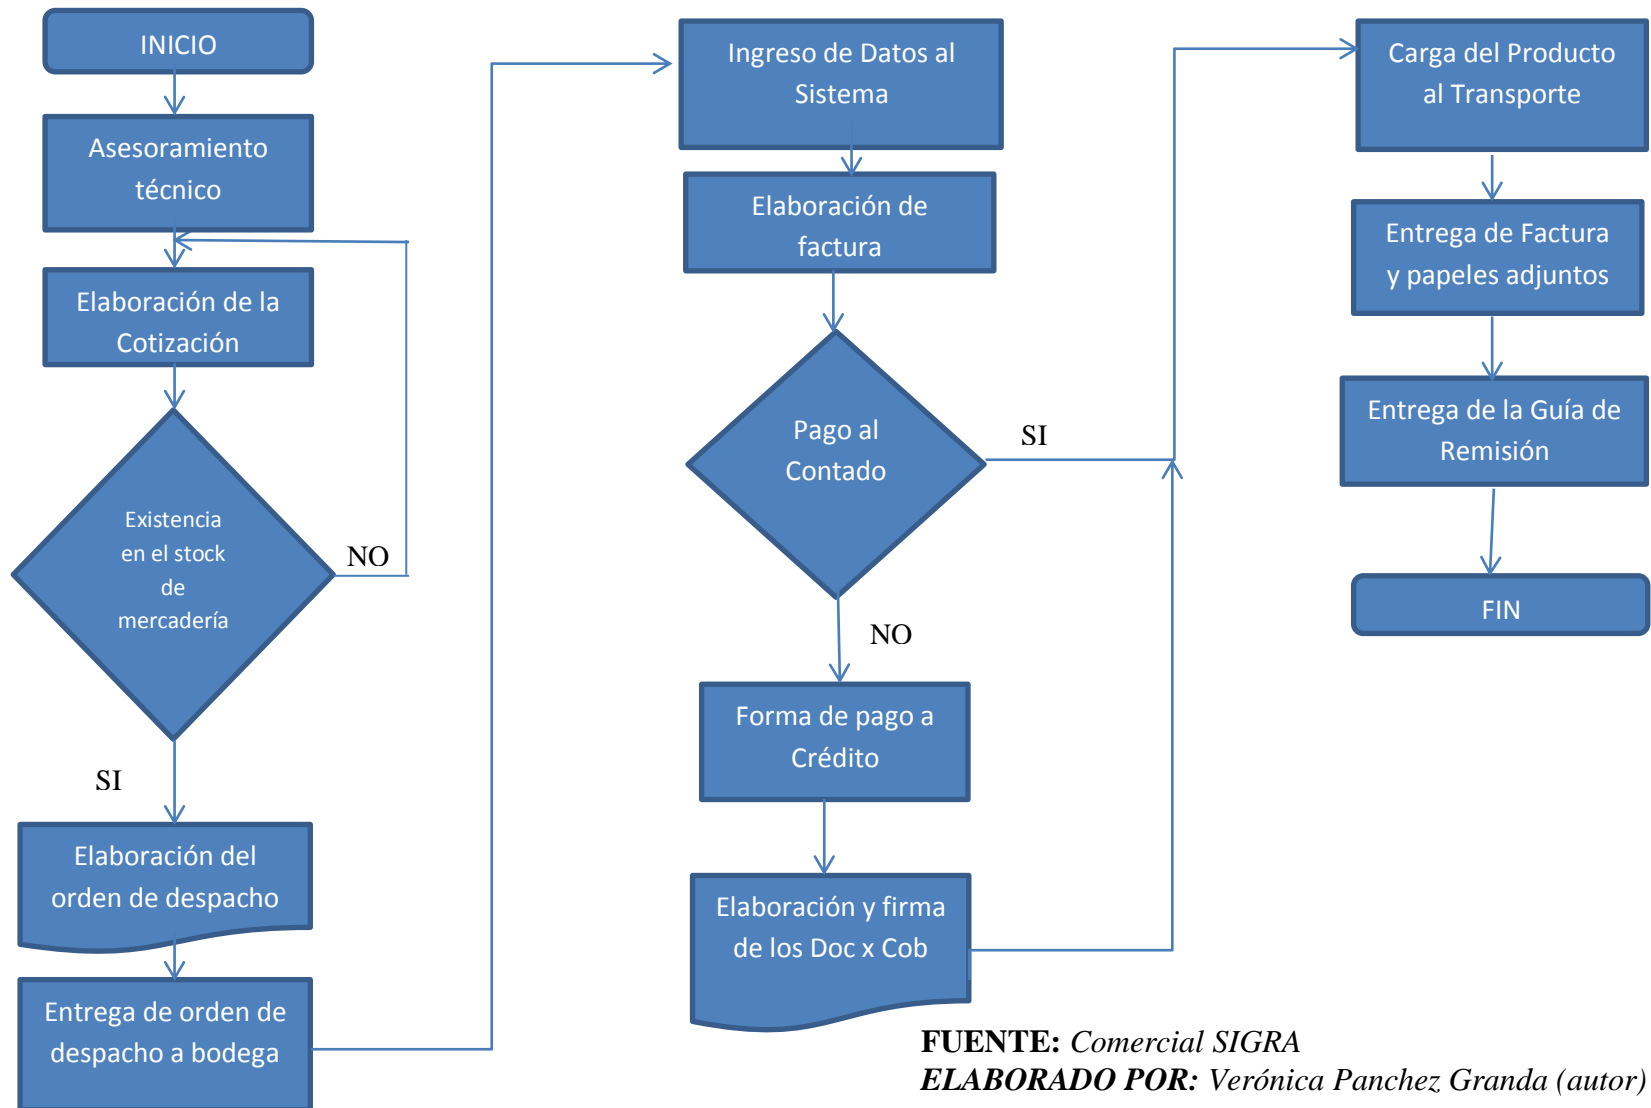 INICIO
Asesoramiento
técnico
Elaboración de la
Cotización
Existencia
en el stock
de
mercadería
NO
SI
Elaboración del
orden de despacho
Entrega de orden de
despacho a bodega
Ingreso de Datos al
Sistema
Elaboración de
factura
Pago al
Contado
SI
NO
Forma de pago a
Crédito
Elaboración y firma
de los Doc x Cob
Carga del Producto
al Transporte
Entrega de Factura
y papeles adjuntos
Entrega de la Guía de
Remisión
FIN
FUENTE: Comercial SIGRA
ELABORADO POR: Verónica Panchez Granda (autor)